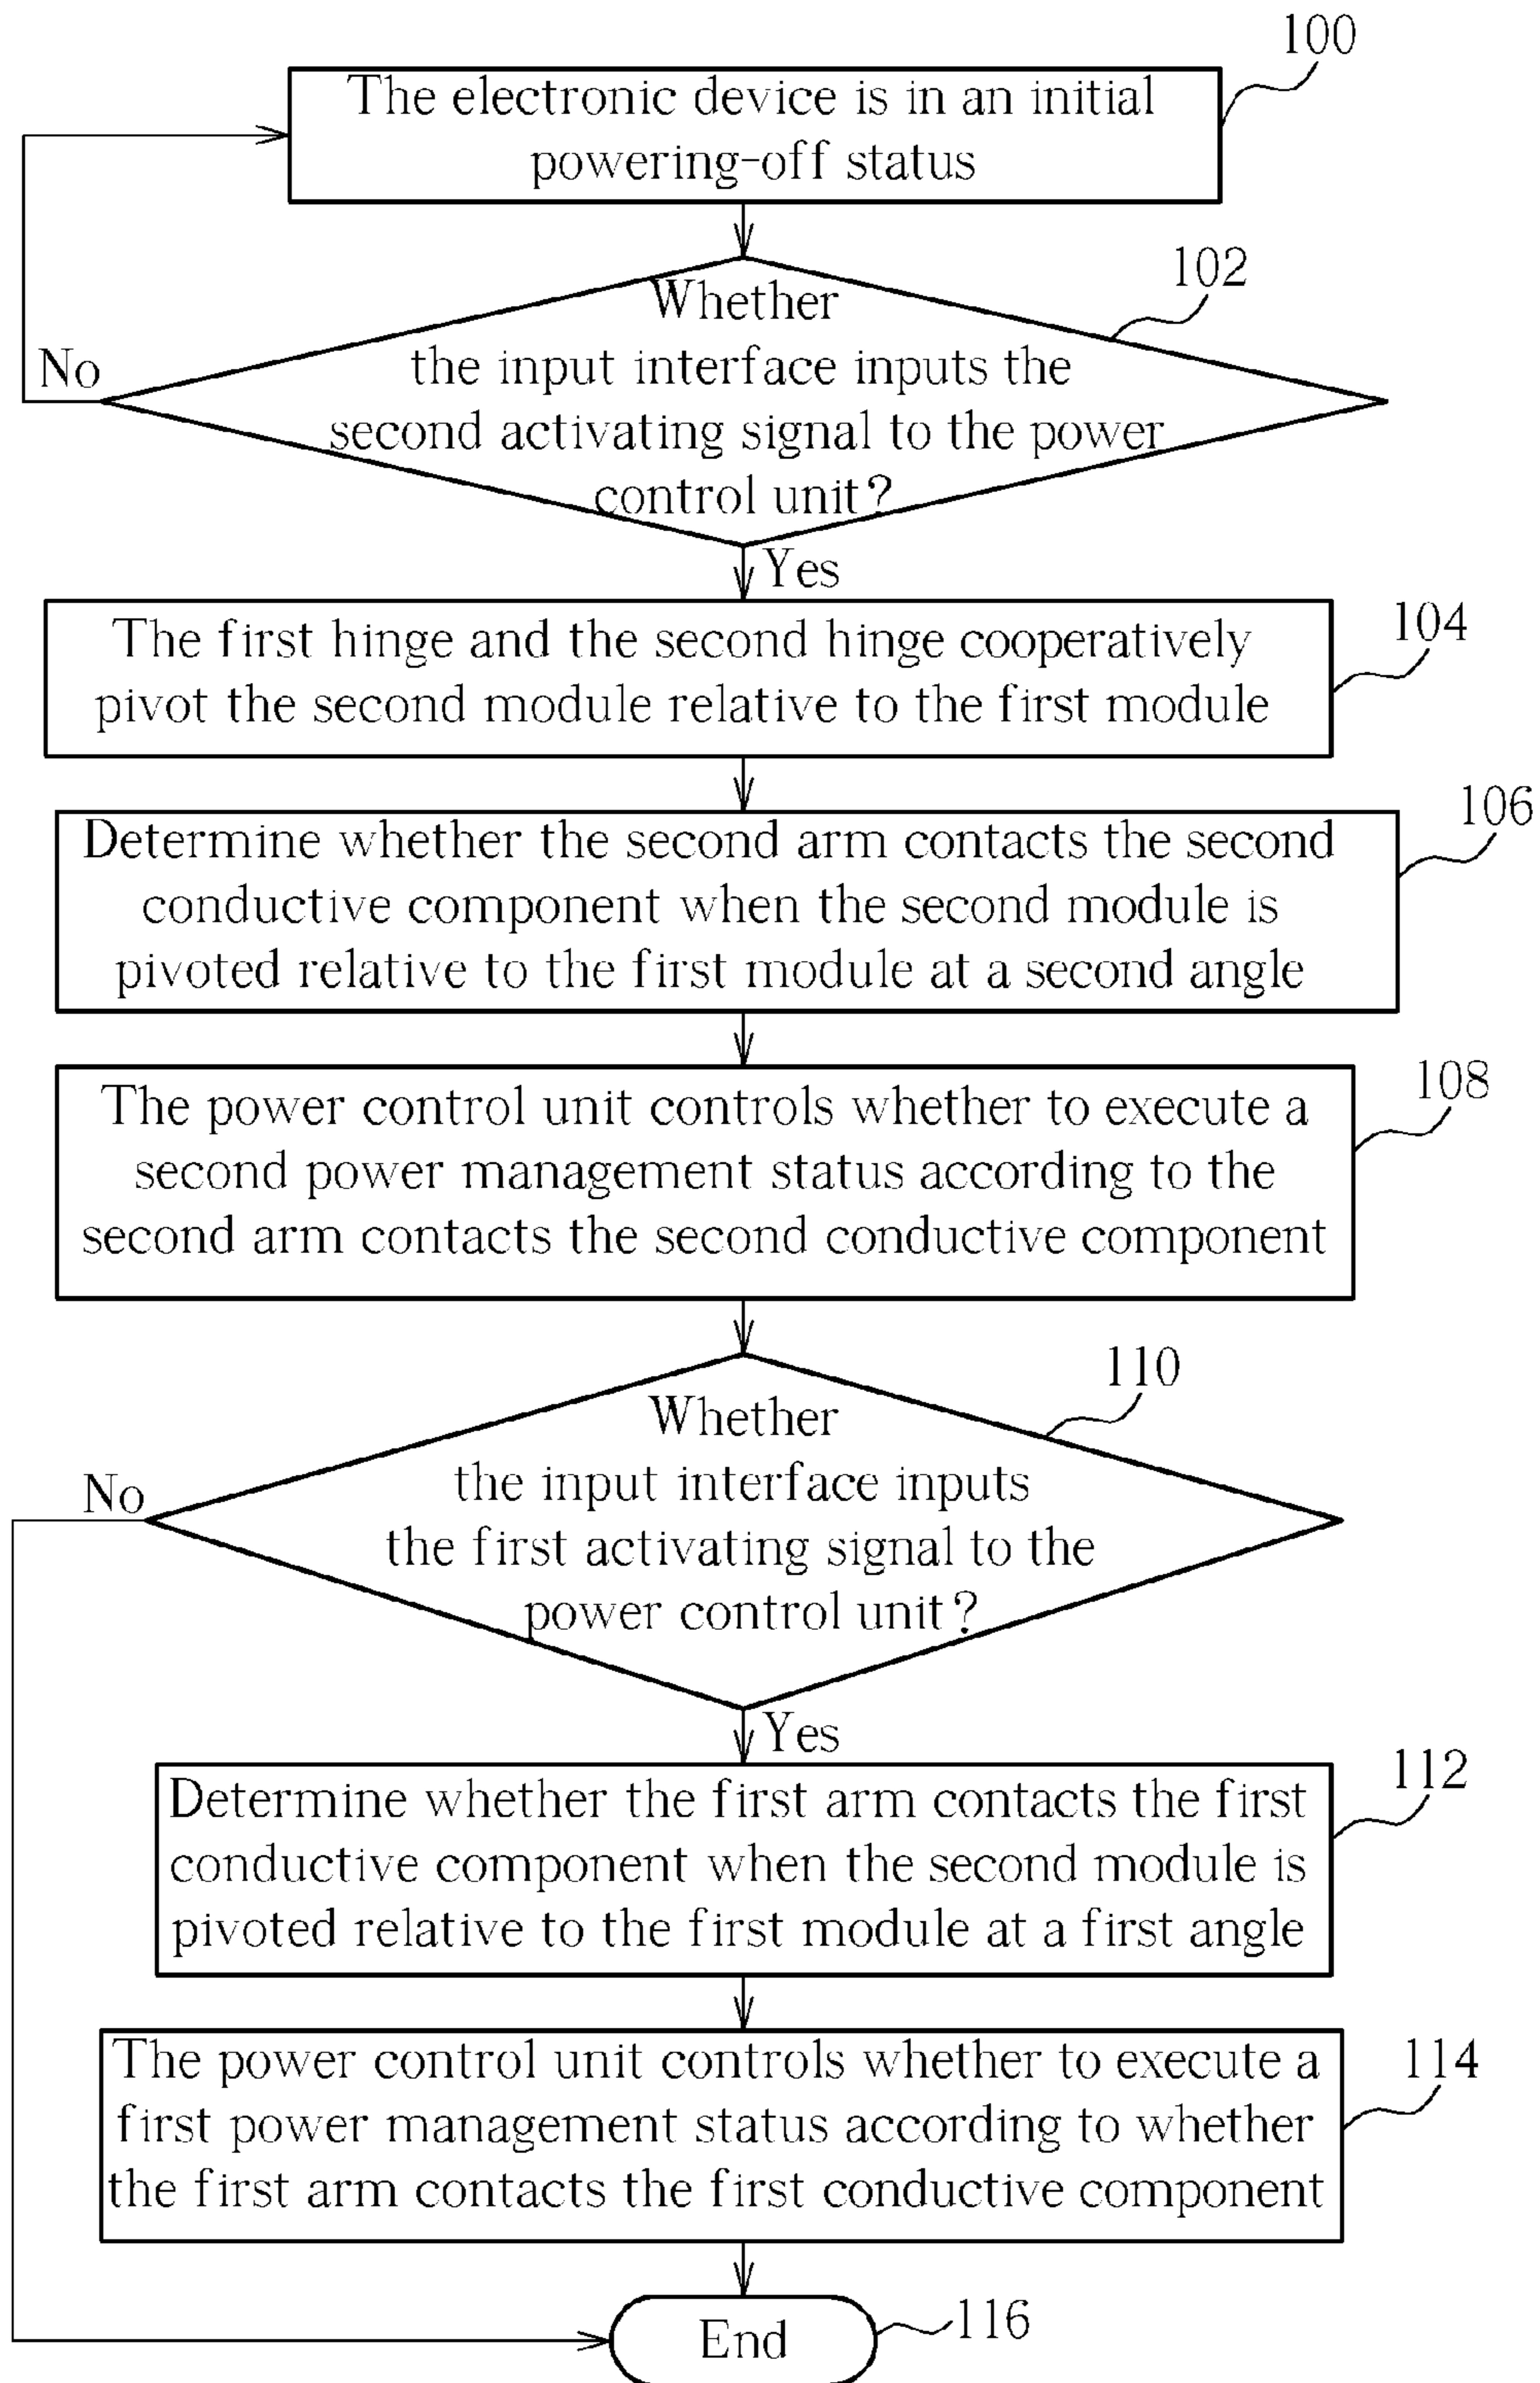 100
The electronic device is in an initial
powering-off status
102
Whether
the input interface inputs the
second activating signal to the power
control unit?
No
Yes
104
The first hinge and the second hinge cooperatively
pivot the second module relative to the first module
106
Determine whether the second arm contacts the second
conductive component when the second module is
pivoted relative to the first module at a second angle
108
The power control unit controls whether to execute a
second power management status according to the
second arm contacts the second conductive component
110
Whether
the input interface inputs
the first activating signal to the
power control unit?
No
Yes
112
Determine whether the first arm contacts the first
conductive component when the second module is
pivoted relative to the first module at a first angle
114
The power control unit controls whether to execute a
first power management status according to whether
the first arm contacts the first conductive component
End
116